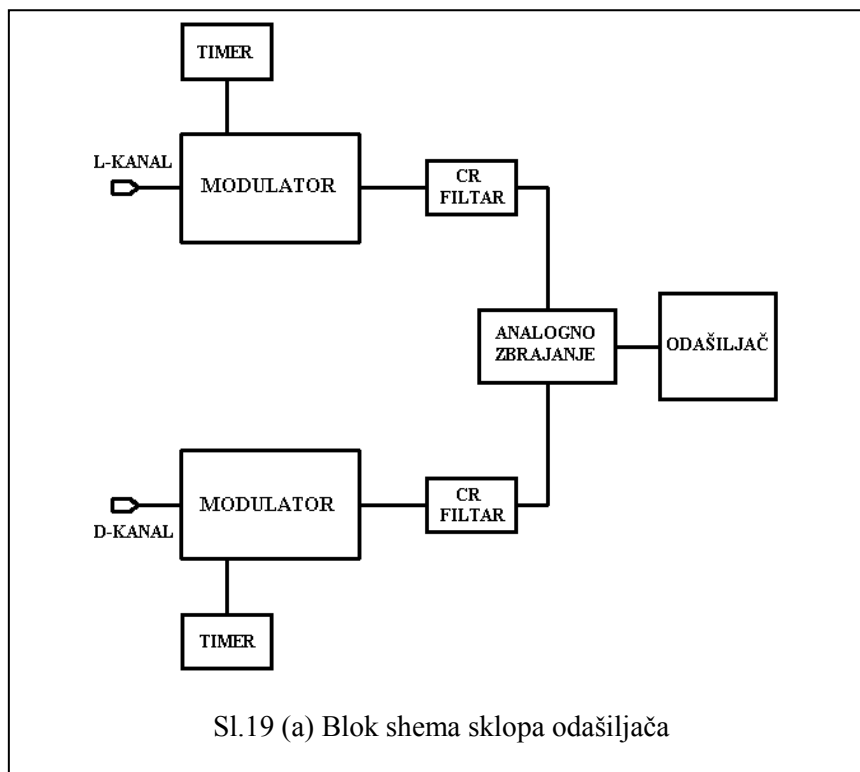 TIMER
L-KANAL
MODULATOR
CR
FILTAR
ANALOGNO
ZBRAJANJE
ODAŠILJAČ
MODULATOR
CR
FILTAR
D-KANAL
TIMER
Sl.19 (a) Blok shema sklopa odašiljača